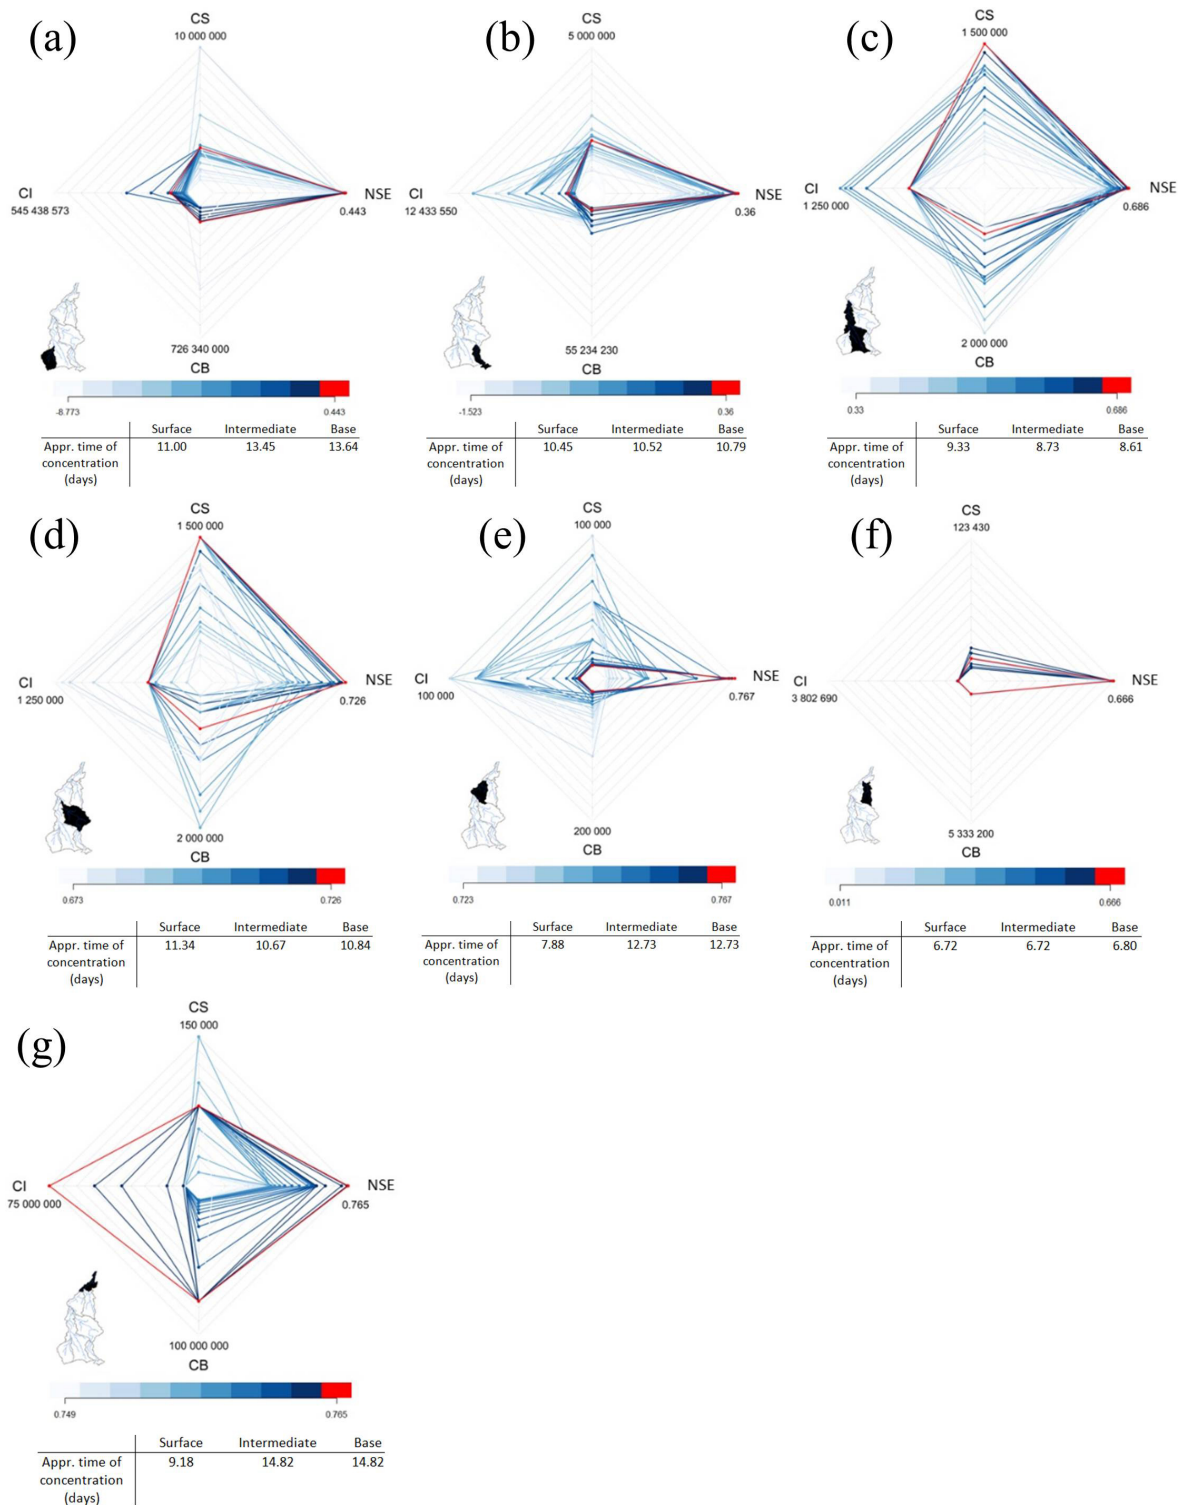 (a)
CS
10 000 000
CI
545 438 573
NSE
0.443
726 340 000
CB
-8.773
0.443
Surface Intermediate Base
Appr. time of 11.00 13.45 13.64
concentration
(days)
(b)
CS
5 000 000
CI
12 433 550
NSE
0.36
55 234 230
CB
-1.523
0.36
Surface Intermediate Base
Appr. time of 10.45 10.52 10.79
concentration
(days)
(c)
CS
1 500 000
CI
1 250 000
NSE
0.686
2 000 000
CB
0.33
0.686
Surface Intermediate Base
Appr. time of 9.33 8.73 8.61
concentration
(days)
(d)
CS
1 500 000
CI
1 250 000
NSE
0.726
2 000 000
CB
0.673
0.726
Surface Intermediate Base
Appr. time of 11.34 10.67 10.84
concentration
(days)
(e)
CS
100 000
CI
100 000
NSE
0.767
200 000
CB
0.723
0.767
Surface Intermediate Base
Appr. time of 7.88 12.73 12.73
concentration
(days)
(f)
CS
123 430
CI
3 802 690
NSE
0.666
5 333 200
CB
0.011
0.666
Surface Intermediate Base
Appr. time of 6.72 6.72 6.80
concentration
(days)
(g)
CS
150 000
CI
75 000 000
NSE
0.765
100 000 000
CB
0.749
0.765
Surface Intermediate Base
Appr. time of 9.18 14.82 14.82
concentration
(days)